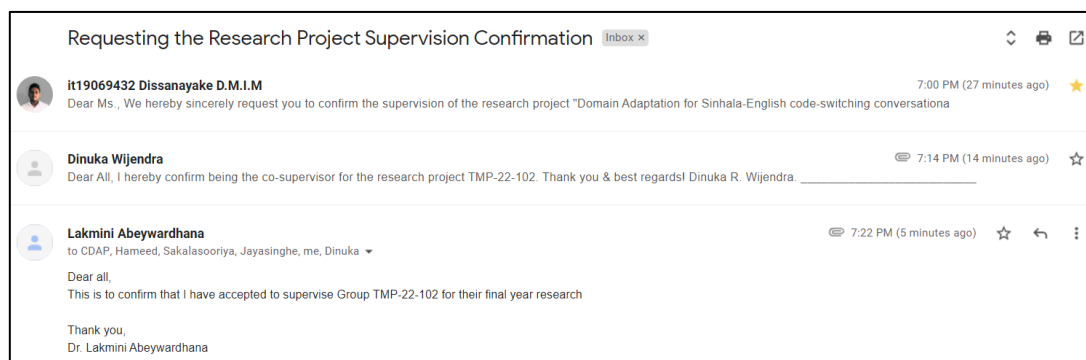 Requesting the Research Project Supervision Confirmation Inbox ×
it19069432 Dissanayake D.M.I.M 7:00 PM (27 minutes ago)
Dear Ms., We hereby sincerely request you to confirm the supervision of the research project "Domain Adaptation for Sinhala-English code-switching conversationa
Dinuka Wijendra 7:14 PM (14 minutes ago)
Dear All, I hereby confirm being the co-supervisor for the research project TMP-22-102. Thank you & best regards! Dinuka R. Wijendra. ___________________________
Lakmini Abeywardhana 7:22 PM (5 minutes ago)
to CDAP, Hameed, Sakalasooriya, Jayasinghe, me, Dinuka
Dear all,
This is to confirm that I have accepted to supervise Group TMP-22-102 for their final year research
Thank you,
Dr. Lakmini Abeywardhana